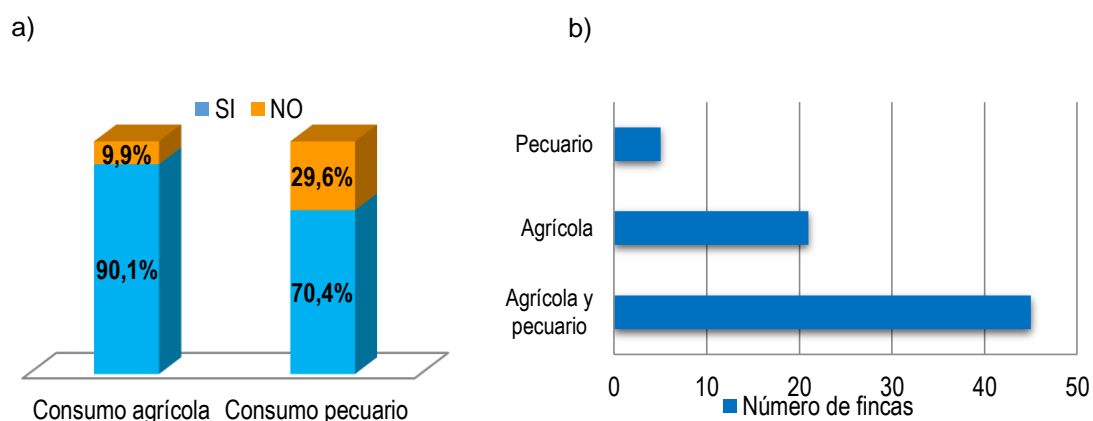 a)
SI NO
9,9%
29,6%
90,1%
70,4%
Consumo agrícola Consumo pecuario
b)
Pecuario
Agrícola
Agrícola y
pecuario
0 10 20 30 40 50
Número de fincas